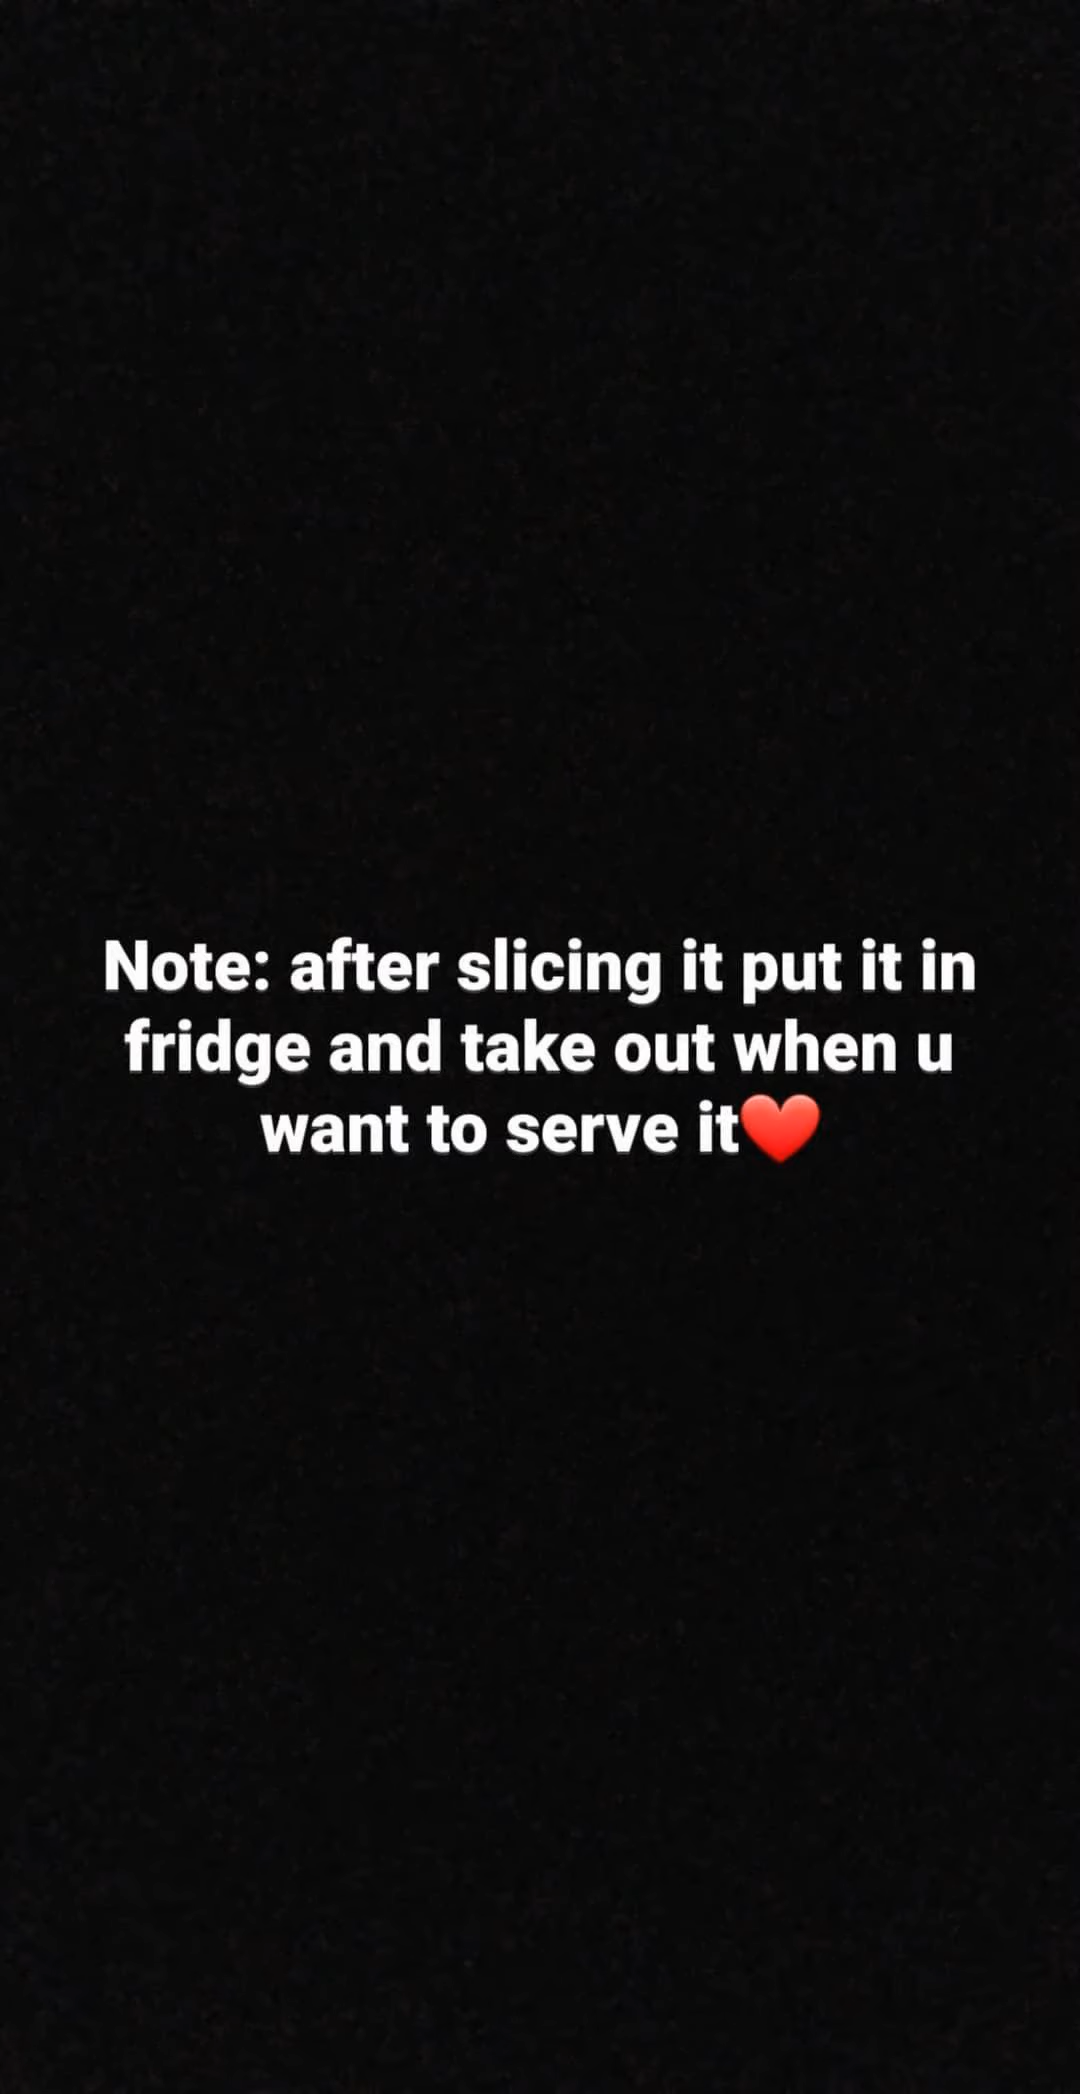 Note: after slicing it put it in
fridge and take out when u
want to serve it❤️